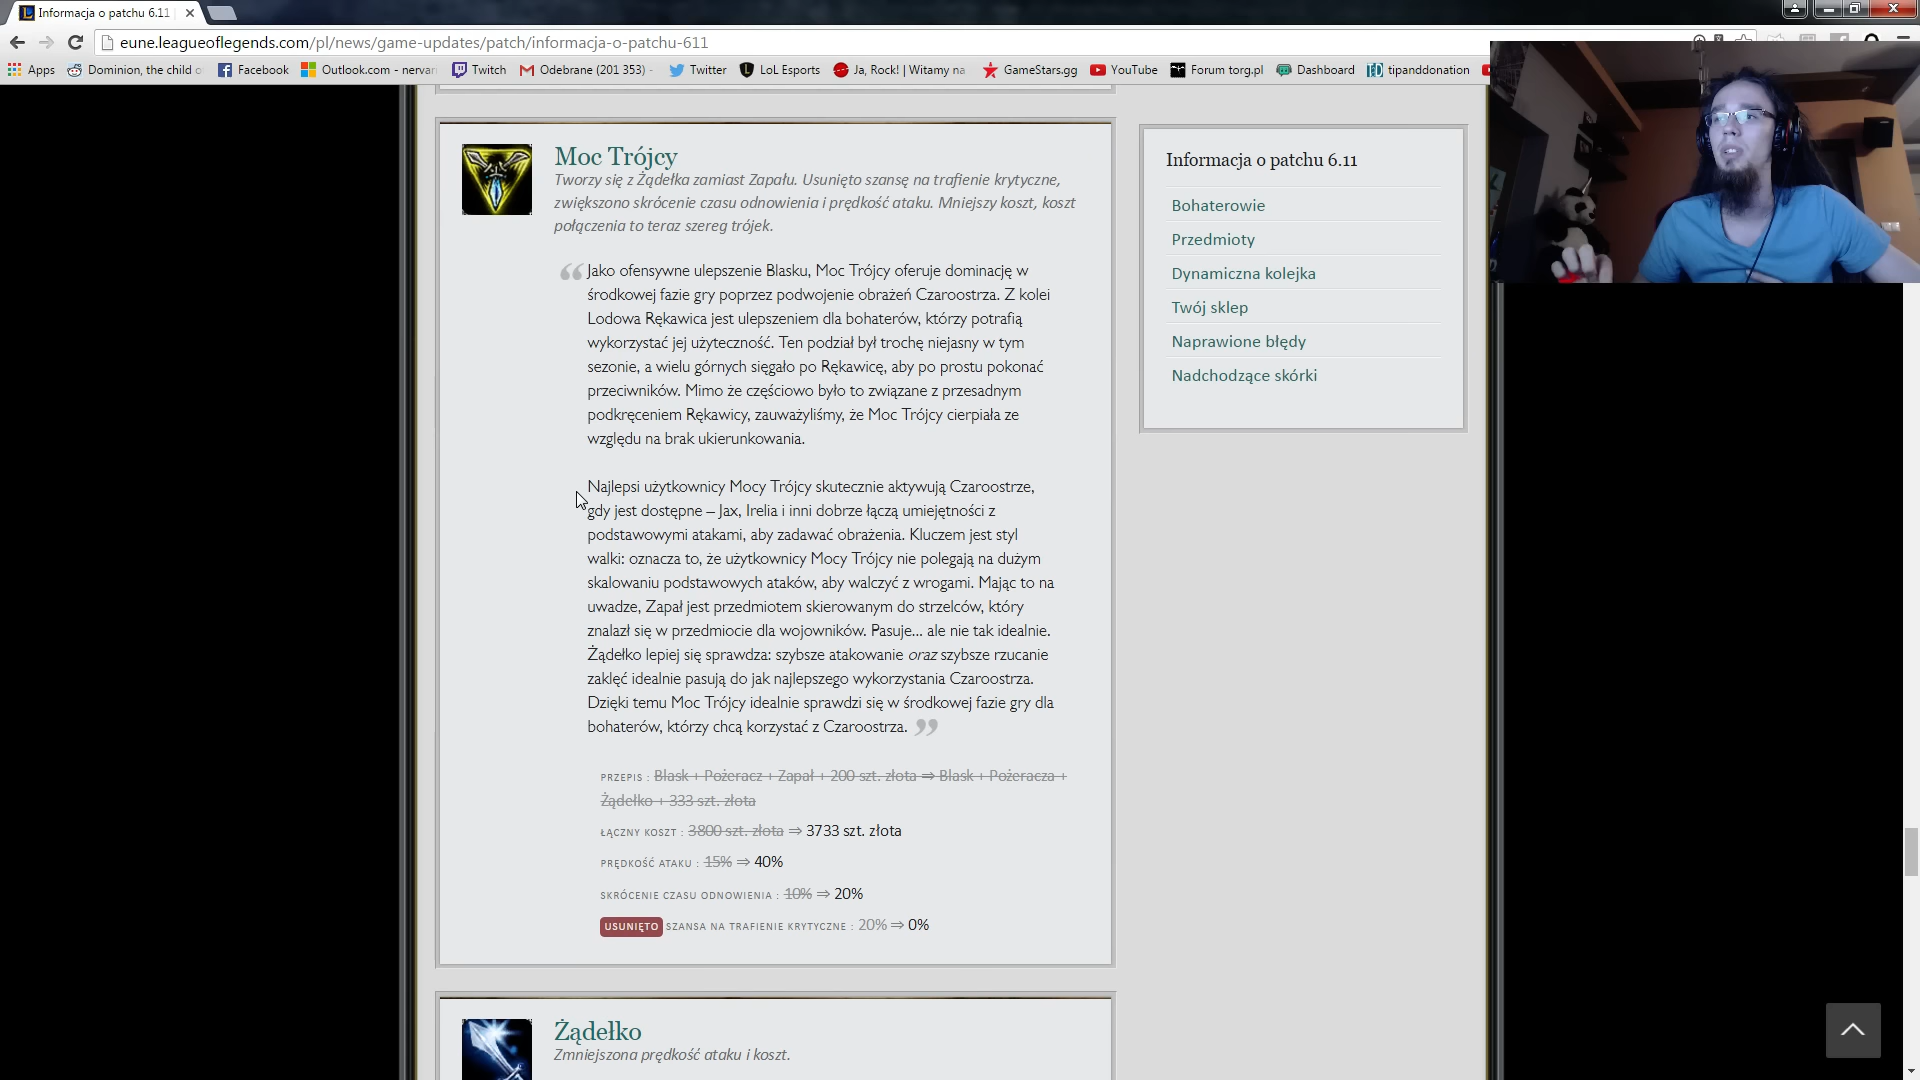 Informacja o patchu 6.11
eune.leagueoflegends.com/pl/news/game-updates/patch/informacja-o-patchu-611
Apps
Dominion, the child o
Facebook
Outlook.com - nervar
Twitch
Odebrane (201 353) -
Twitter
LoL Esports
Ja, Rock! | Witamy na
GameStars.gg
YouTube
Forum torg.pl
Dashboard
tipanddonation
Moc Trójcy
Tworzy się z Żądełka zamiast Zapału. Usunięto szansę na trafienie krytyczne,
zwiększono skrócenie czasu odnowienia i prędkość ataku. Mniejszy koszt, koszt
połączenia to teraz szereg trójek.
“ Jako ofensywne ulepszenie Blasku, Moc Trójcy oferuje dominację w
środkowej fazie gry poprzez podwojenie obrażeń Czaroostrza. Z kolei
Lodowa Rękawica jest ulepszeniem dla bohaterów, którzy potrafią
wykorzystać jej użyteczność. Ten podział był trochę niejasny w tym
sezonie, a wielu górnych sięgało po Rękawicę, aby po prostu pokonać
przeciwników. Mimo że częściowo było to związane z przesadnym
podkręceniem Rękawicy, zauważyliśmy, że Moc Trójcy cierpiała ze
względu na brak ukierunkowania.
Najlepsi użytkownicy Mocy Trójcy skutecznie aktywują Czaroostrze,
gdy jest dostępne – Jax, Irelia i inni dobrze łączą umiejętności z
podstawowymi atakami, aby zadawać obrażenia. Kluczem jest styl
walki: oznacza to, że użytkownicy Mocy Trójcy nie polegają na dużym
skalowaniu podstawowych ataków, aby walczyć z wrogami. Mając to na
uwadze, Zapał jest przedmiotem skierowanym do strzelców, który
znalazł się w przedmiocie dla wojowników. Pasuje... ale nie tak idealnie.
Żądełko lepiej się sprawdza: szybsze atakowanie oraz szybsze rzucanie
zaklęć idealnie pasują do jak najlepszego wykorzystania Czaroostrza.
Dzięki temu Moc Trójcy idealnie sprawdzi się w środkowej fazie gry dla
bohaterów, którzy chcą korzystać z Czaroostrza. ”
PRZEPIS : Blask + Pożeracz + Zapał + 200 szt. złota ⇒ Blask + Pożeracza +
Żądełko + 333 szt. złota
ŁĄCZNY KOSZT : 3800 szt. złota ⇒ 3733 szt. złota
PRĘDKOŚĆ ATAKU : 15% ⇒ 40%
SKRÓCENIE CZASU ODNOWIENIA : 10% ⇒ 20%
USUNIĘTO SZANSA NA TRAFIENIE KRYTYCZNE : 20% ⇒ 0%
Żądełko
Zmniejszona prędkość ataku i koszt.
Informacja o patchu 6.11
Bohaterowie
Przedmioty
Dynamiczna kolejka
Twój sklep
Naprawione błędy
Nadchodzące skórki